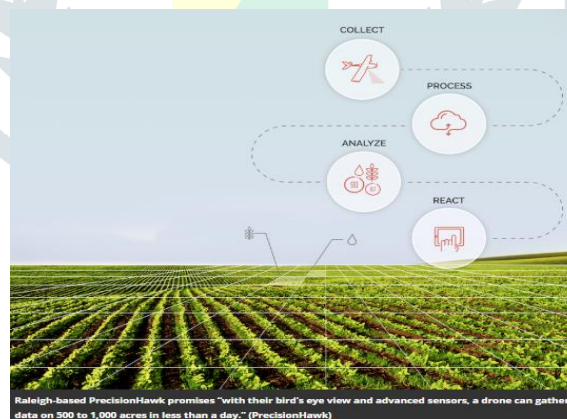 COLLECT
PROCESS
ANALYZE
REACT
Raleigh-based PrecisionHawk promises "with their bird's eye view and advanced sensors, a drone can gather
data on 500 to 1,000 acres in less than a day." (PrecisionHawk)